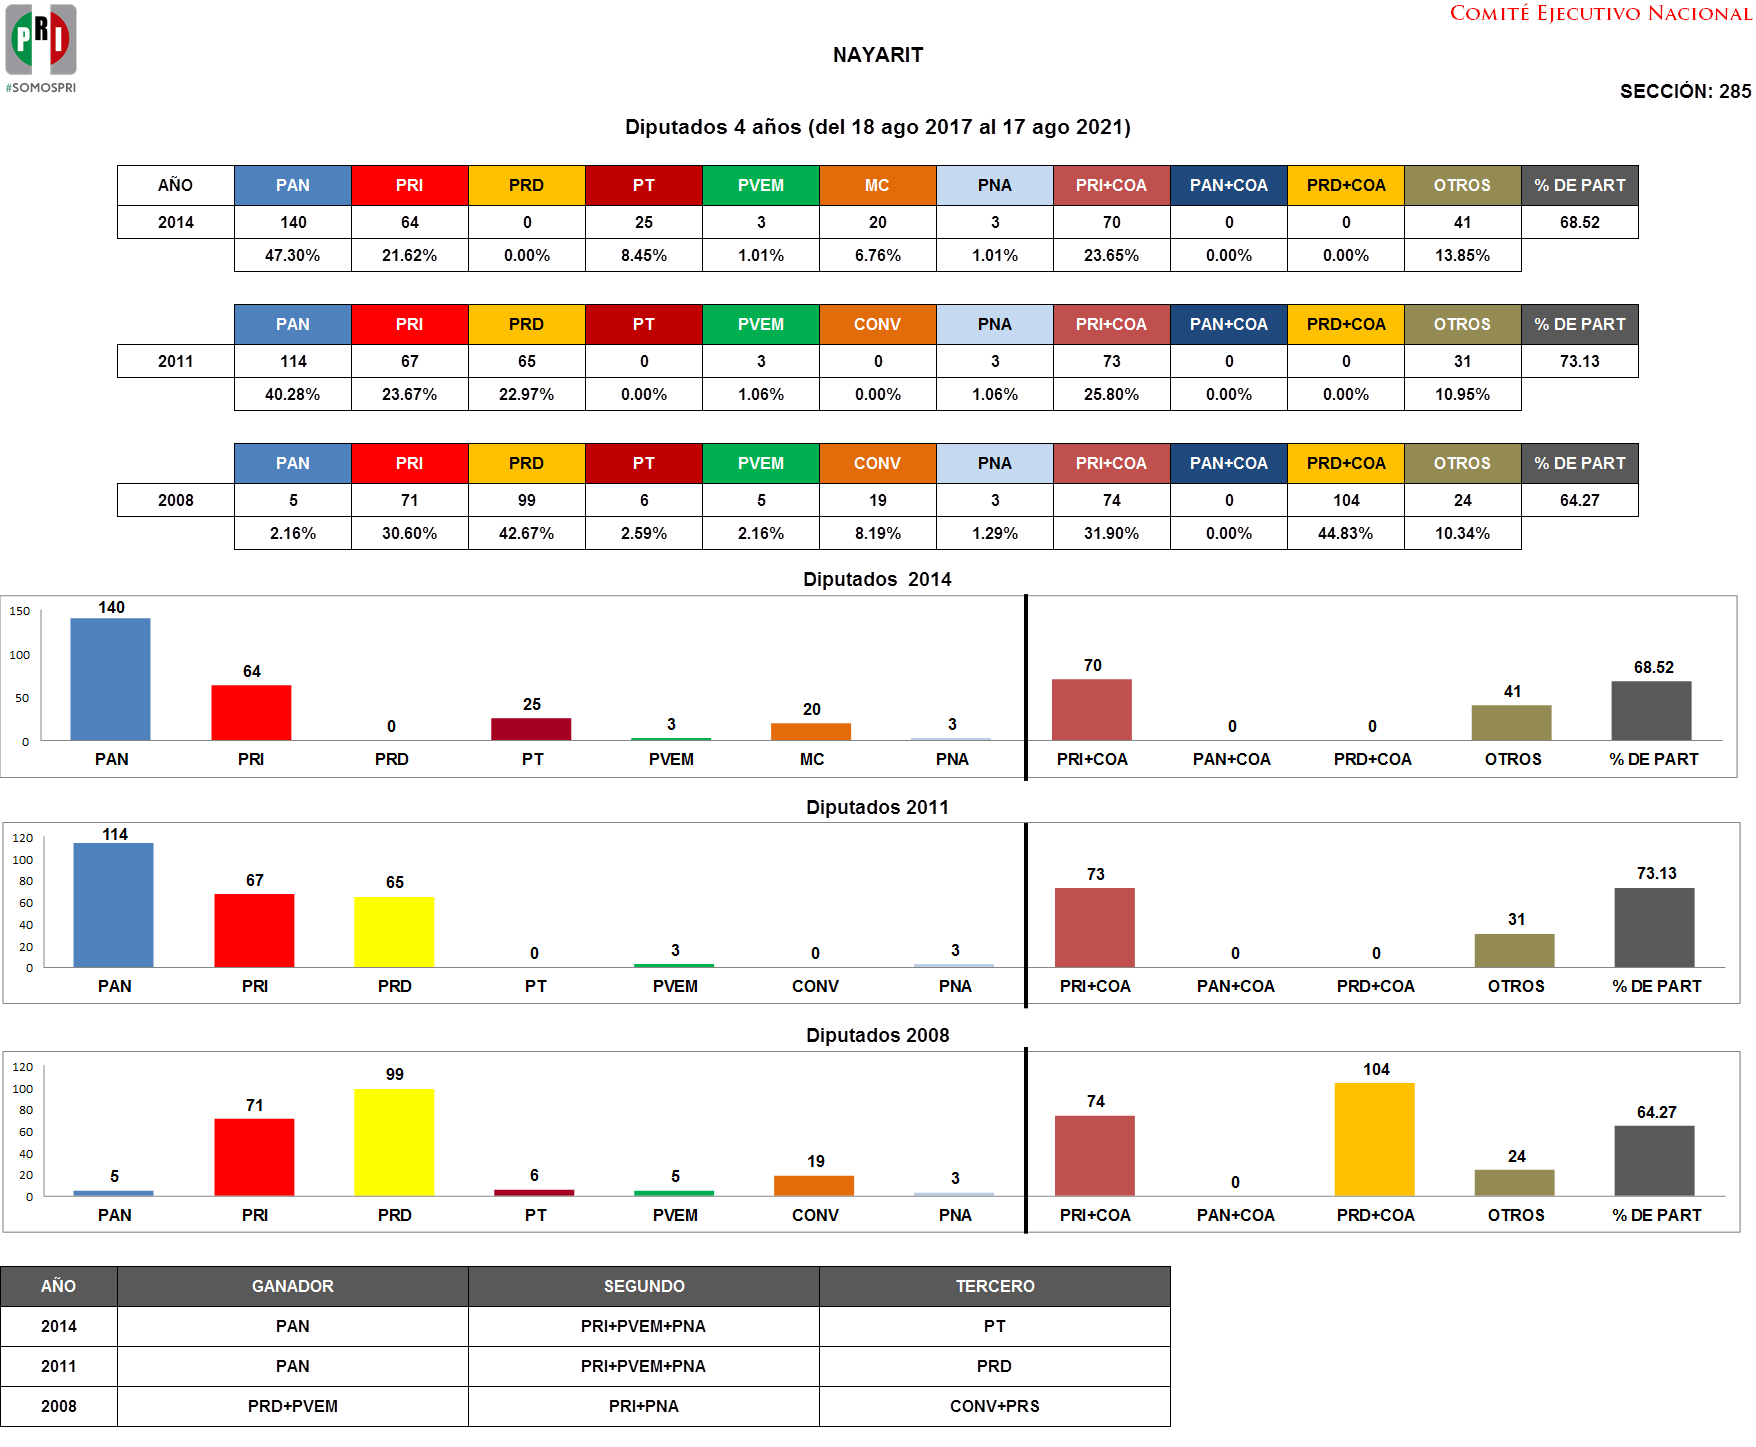 PRI
#SOMOSPRI
COMITÉ EJECUTIVO NACIONAL
NAYARIT
SECCIÓN: 285
Diputados 4 años (del 18 ago 2017 al 17 ago 2021)
AÑO PAN PRI PRD PT PVEM MC PNA PRI+COA PAN+COA PRD+COA OTROS % DE PART
2014 140 64 0 25 3 20 3 70 0 0 41 68.52
47.30% 21.62% 0.00% 8.45% 1.01% 6.76% 1.01% 23.65% 0.00% 0.00% 13.85%
PAN PRI PRD PT PVEM CONV PNA PRI+COA PAN+COA PRD+COA OTROS % DE PART
2011 114 67 65 0 3 0 3 73 0 0 31 73.13
40.28% 23.67% 22.97% 0.00% 1.06% 0.00% 1.06% 25.80% 0.00% 0.00% 10.95%
PAN PRI PRD PT PVEM CONV PNA PRI+COA PAN+COA PRD+COA OTROS % DE PART
2008 5 71 99 6 5 19 3 74 0 104 24 64.27
2.16% 30.60% 42.67% 2.59% 2.16% 8.19% 1.29% 31.90% 0.00% 44.83% 10.34%
Diputados 2014
150
100
50
0
140 64 0 25 3 20 3 70 0 0 41 68.52
PAN PRI PRD PT PVEM MC PNA PRI+COA PAN+COA PRD+COA OTROS % DE PART
Diputados 2011
120
100
80
60
40
20
0
114 67 65 0 3 0 3 73 0 0 31 73.13
PAN PRI PRD PT PVEM CONV PNA PRI+COA PAN+COA PRD+COA OTROS % DE PART
Diputados 2008
120
100
80
60
40
20
0
5 71 99 6 5 19 3 74 0 104 24 64.27
PAN PRI PRD PT PVEM CONV PNA PRI+COA PAN+COA PRD+COA OTROS % DE PART
AÑO GANADOR SEGUNDO TERCERO
2014 PAN PRI+PVEM+PNA PT
2011 PAN PRI+PVEM+PNA PRD
2008 PRD+PVEM PRI+PNA CONV+PRS